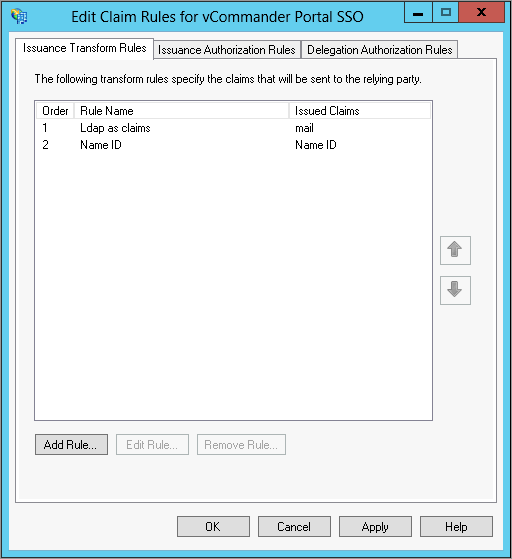 Edit Claim Rules for vCommander Portal SSO
Issuance Transform Rules Issuance Authorization Rules Delegation Authorization Rules
The following transform rules specify the claims that will be sent to the relying party.
Order Rule Name Issued Claims
1 Ldap as claims mail
2 Name ID Name ID
Add Rule... Edit Rule... Remove Rule...
OK Cancel Apply Help